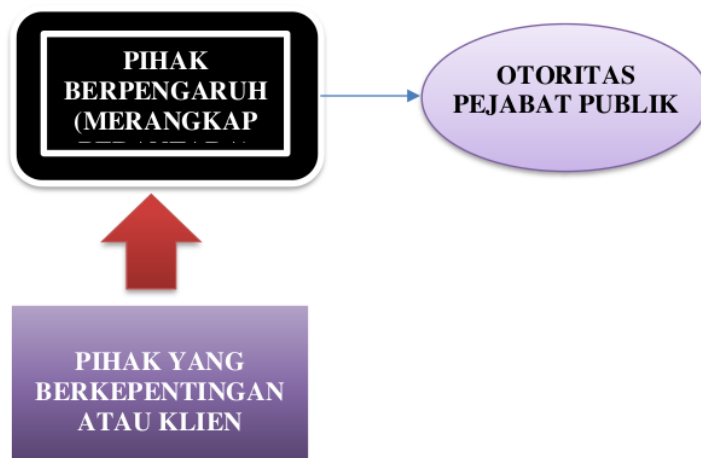 PIHAK
BERPENGARUH
(MERANGKAP
OTORITAS
PEJABAT PUBLIK
PIHAK YANG
BERKEPENTINGAN
ATAU KLIEN